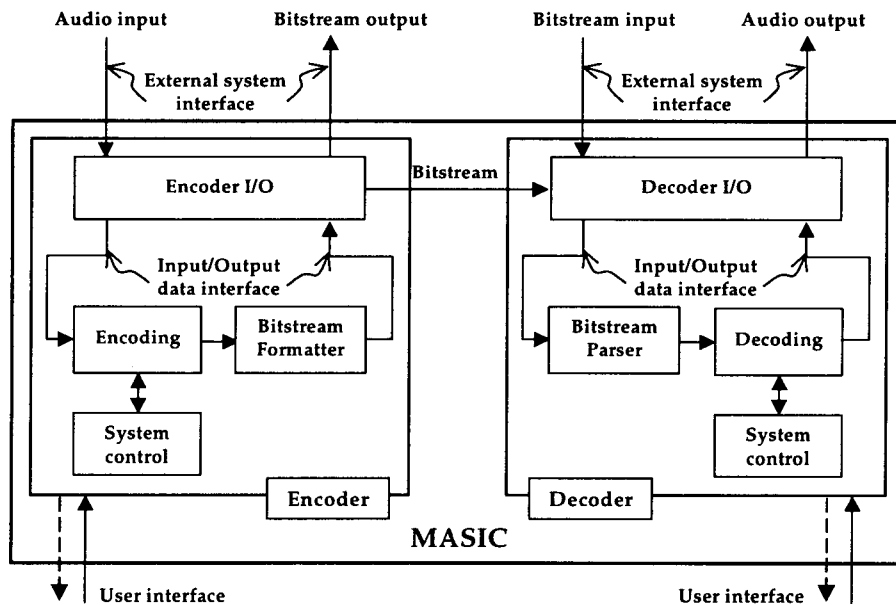 Audio input
Bitstream output
Bitstream input
Audio output
External system
interface
External system
interface
Encoder I/O
Bitstream
Decoder I/O
Input/Output
data interface
Input/Output
data interface
Encoding
Bitstream
Formatter
Bitstream
Parser
Decoding
System
control
System
control
Encoder
Decoder
MASIC
User interface
User interface